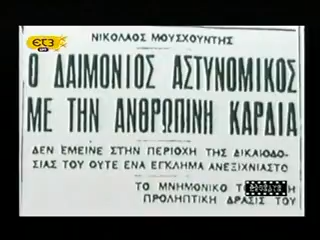 ΕΤ3
ΝΙΚΟΛΑΟΣ ΜΟΥΣΧΟΥΝΤΗΣ
Ο ΔΑΙΜΟΝΙΟΣ ΑΣΤΥΝΟΜΙΚΟΣ
ΜΕ ΤΗΝ ΑΝΘΡΩΠΙΝΗ ΚΑΡΔΙΑ
ΔΕΝ ΕΜΕΙΝΕ ΣΤΗΝ ΠΕΡΙΟΧΗ ΤΗΣ ΔΙΚΑΙΟΔΟ-
ΣΙΑΣ ΤΟΥ ΟΥΤΕ ΕΝΑ ΕΓΚΛΗΜΑ ΑΝΕΞΙΧΝΙΑΣΤΟ
ΤΟ ΜΝΗΜΟΝΙΚΟ
ΠΡΟΛΗΠΤΙΚΗ ΔΡΑΣΙΣ ΤΟΥ